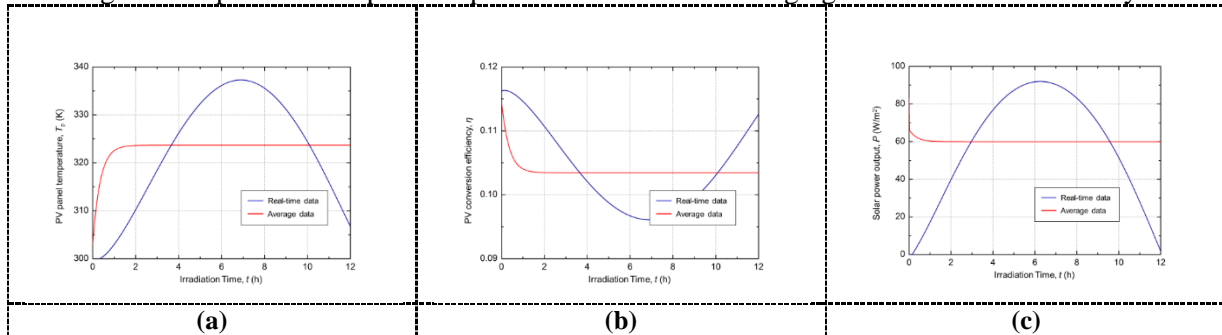 340
330
320
310
300
PV panel temperature, Tp (K)
0 2 4 6 8 10 12
Irradiation Time, t (h)
Real-time data
Average data
(a)
0.12
0.11
0.10
0.09
PV conversion efficiency, η
0 2 4 6 8 10 12
Irradiation Time, t (h)
Real-time data
Average data
(b)
100
80
60
40
20
0
Solar power output, P (W/m²)
0 2 4 6 8 10 12
Irradiation Time, t (h)
Real-time data
Average data
(c)